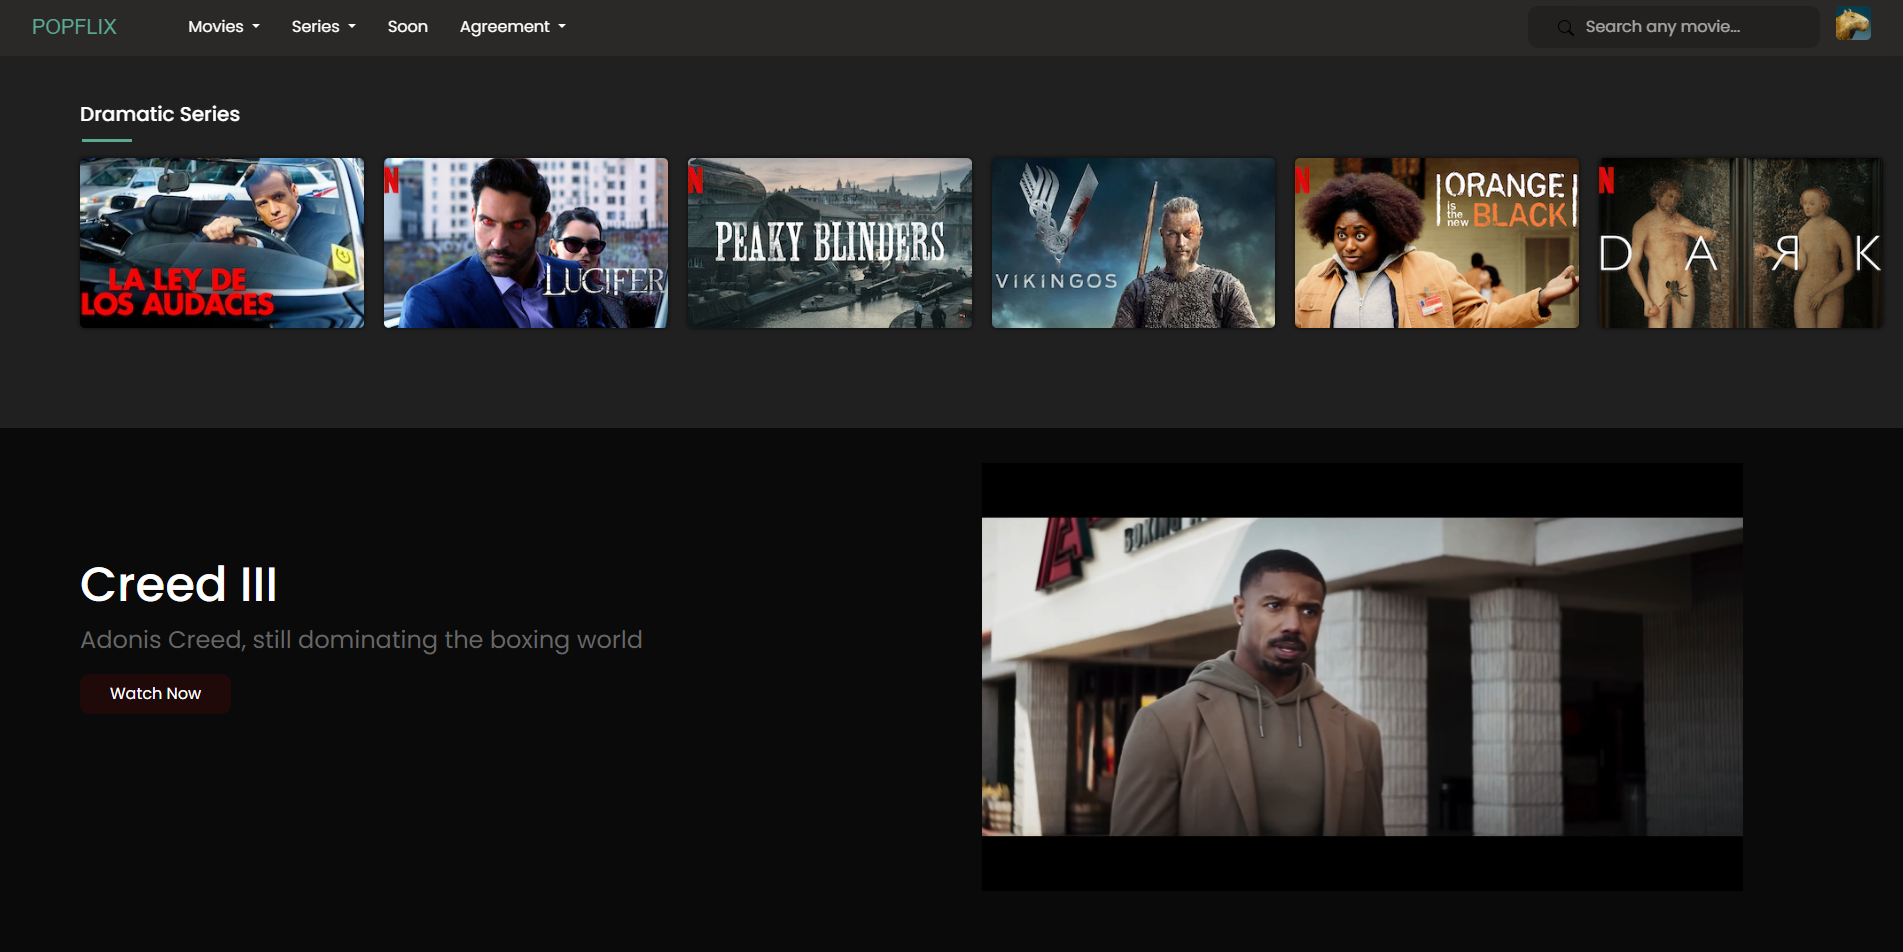 POPFLIX
Movies
Series
Soon
Agreement
Search any movie...
Dramatic Series
LA LEY DE
LOS AUDACES
N
LUCIFER
N
PEAKY BLINDERS
VIKINGOS
N
ORANGE
is the new BLACK
N
DAЯK
Creed III
Adonis Creed, still dominating the boxing world
Watch Now